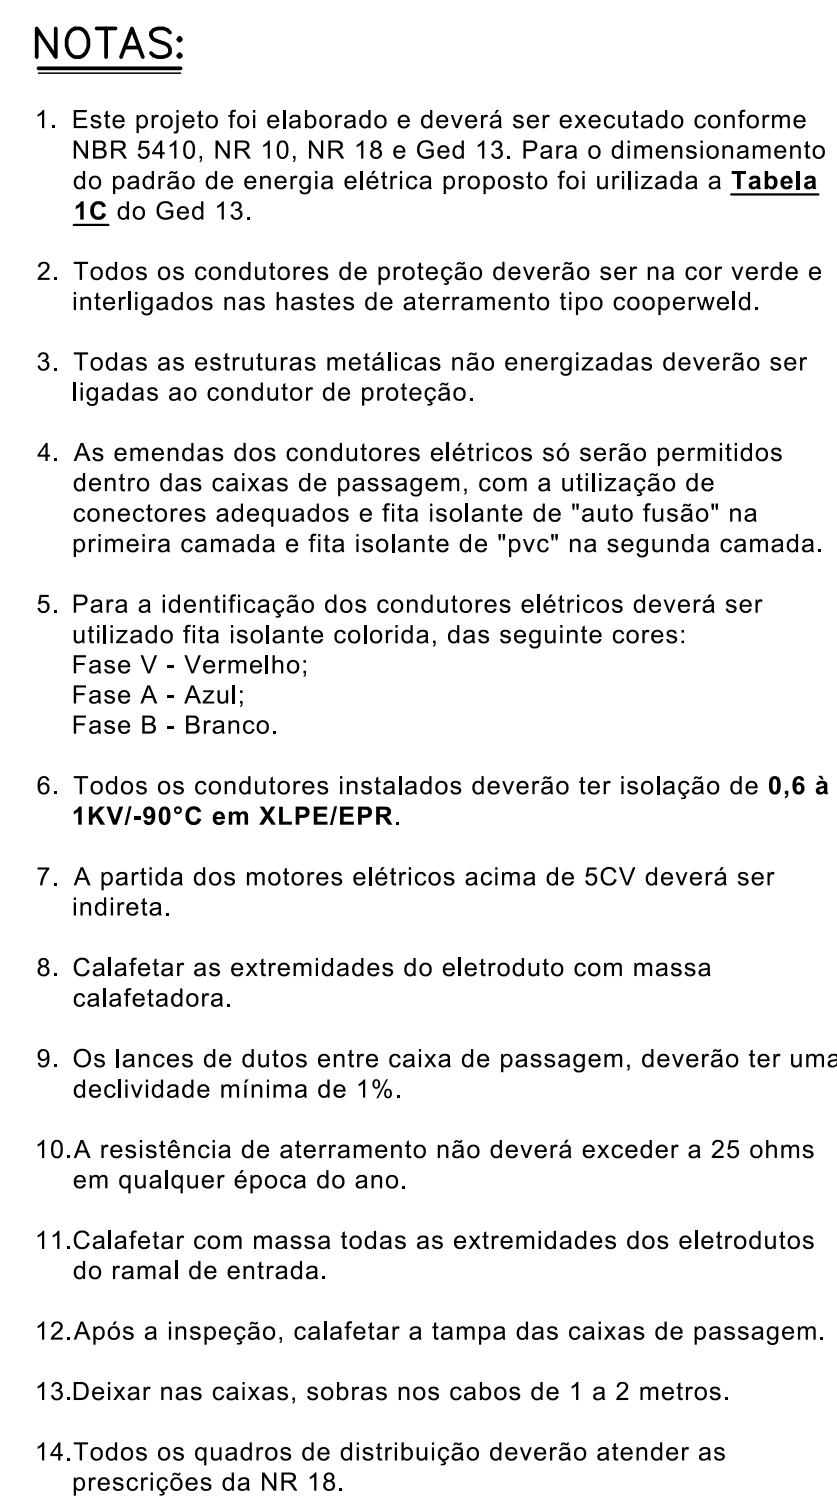 NOTAS:
1. Este projeto foi elaborado e deverá ser executado conforme
NBR 5410, NR 10, NR 18 e Ged 13. Para o dimensionamento
do padrão de energia elétrica proposto foi urilizada a Tabela
1C do Ged 13.
2. Todos os condutores de proteção deverão ser na cor verde e
interligados nas hastes de aterramento tipo cooperweld.
3. Todas as estruturas metálicas não energizadas deverão ser
ligadas ao condutor de proteção.
4. As emendas dos condutores elétricos só serão permitidos
dentro das caixas de passagem, com a utilização de
conectores adequados e fita isolante de "auto fusão" na
primeira camada e fita isolante de "pvc" na segunda camada.
5. Para a identificação dos condutores elétricos deverá ser
utilizado fita isolante colorida, das seguinte cores:
Fase V - Vermelho;
Fase A - Azul;
Fase B - Branco.
6. Todos os condutores instalados deverão ter isolação de 0,6 à
1KV/-90°C em XLPE/EPR.
7. A partida dos motores elétricos acima de 5CV deverá ser
indireta.
8. Calafetar as extremidades do eletroduto com massa
calafetadora.
9. Os lances de dutos entre caixa de passagem, deverão ter uma
declividade mínima de 1%.
10.A resistência de aterramento não deverá exceder a 25 ohms
em qualquer época do ano.
11.Calafetar com massa todas as extremidades dos eletrodutos
do ramal de entrada.
12.Após a inspeção, calafetar a tampa das caixas de passagem.
13.Deixar nas caixas, sobras nos cabos de 1 a 2 metros.
14.Todos os quadros de distribuição deverão atender as
prescrições da NR 18.